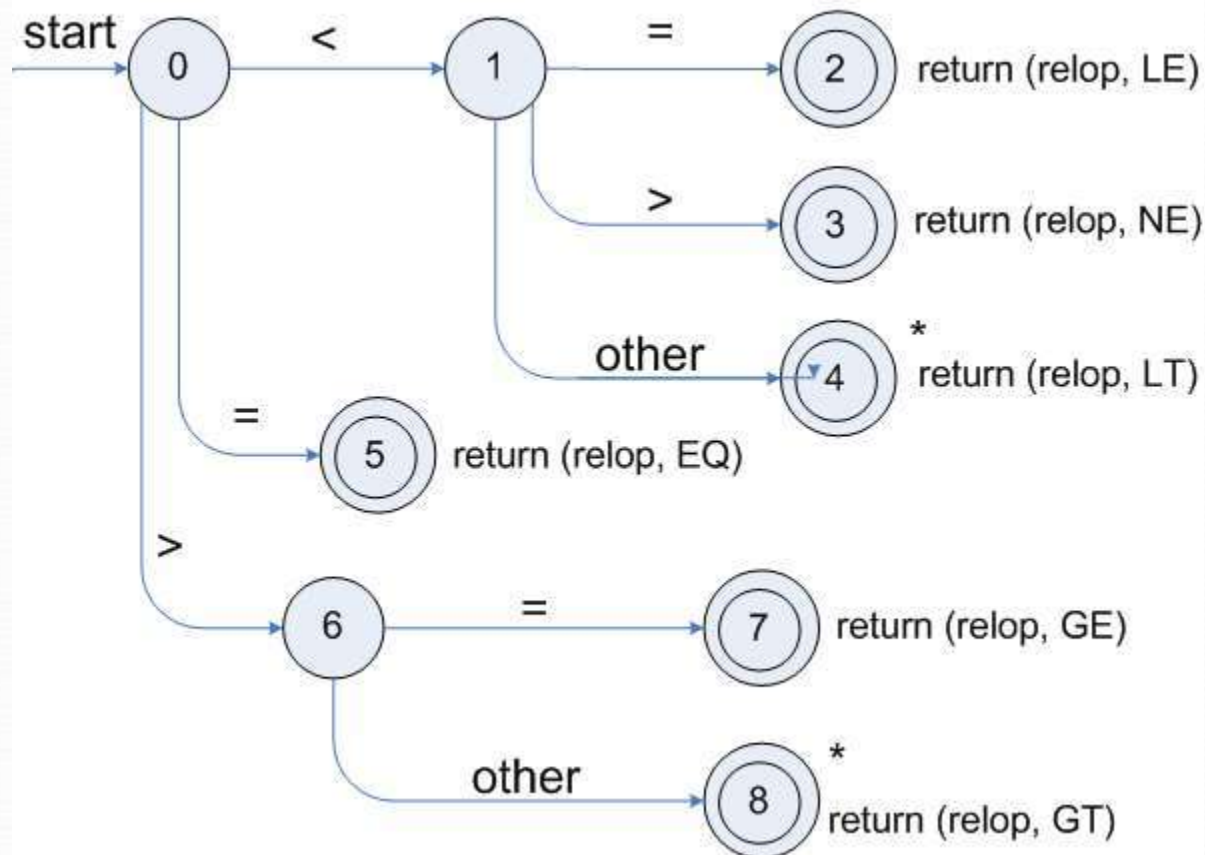 start
0
<
1
=
2
return (relop, LE)
>
3
return (relop, NE)
other
4
*
return (relop, LT)
=
5
return (relop, EQ)
>
6
=
7
return (relop, GE)
other
8
*
return (relop, GT)